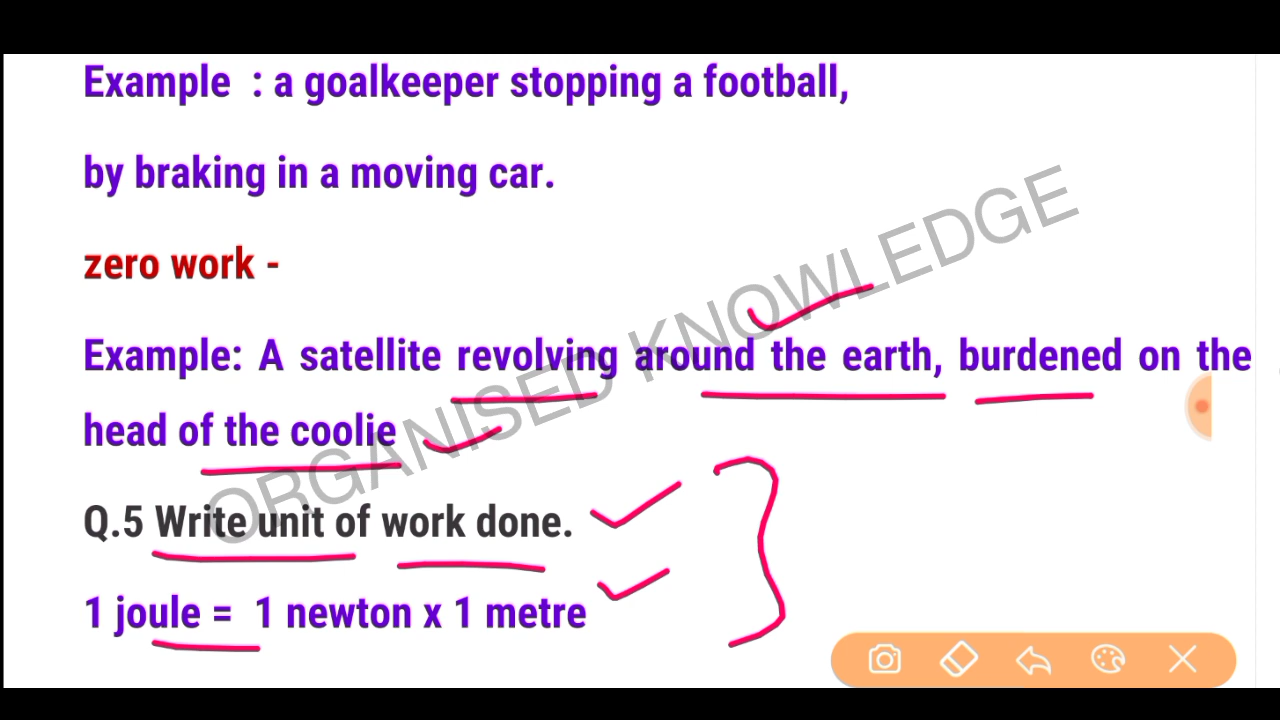 Example : a goalkeeper stopping a football,
by braking in a moving car.
zero work -
Example: A satellite revolving around the earth, burdened on the
head of the coolie
Q.5 Write unit of work done.
1 joule = 1 newton x 1 metre
ORGANISED KNOWLEDGE